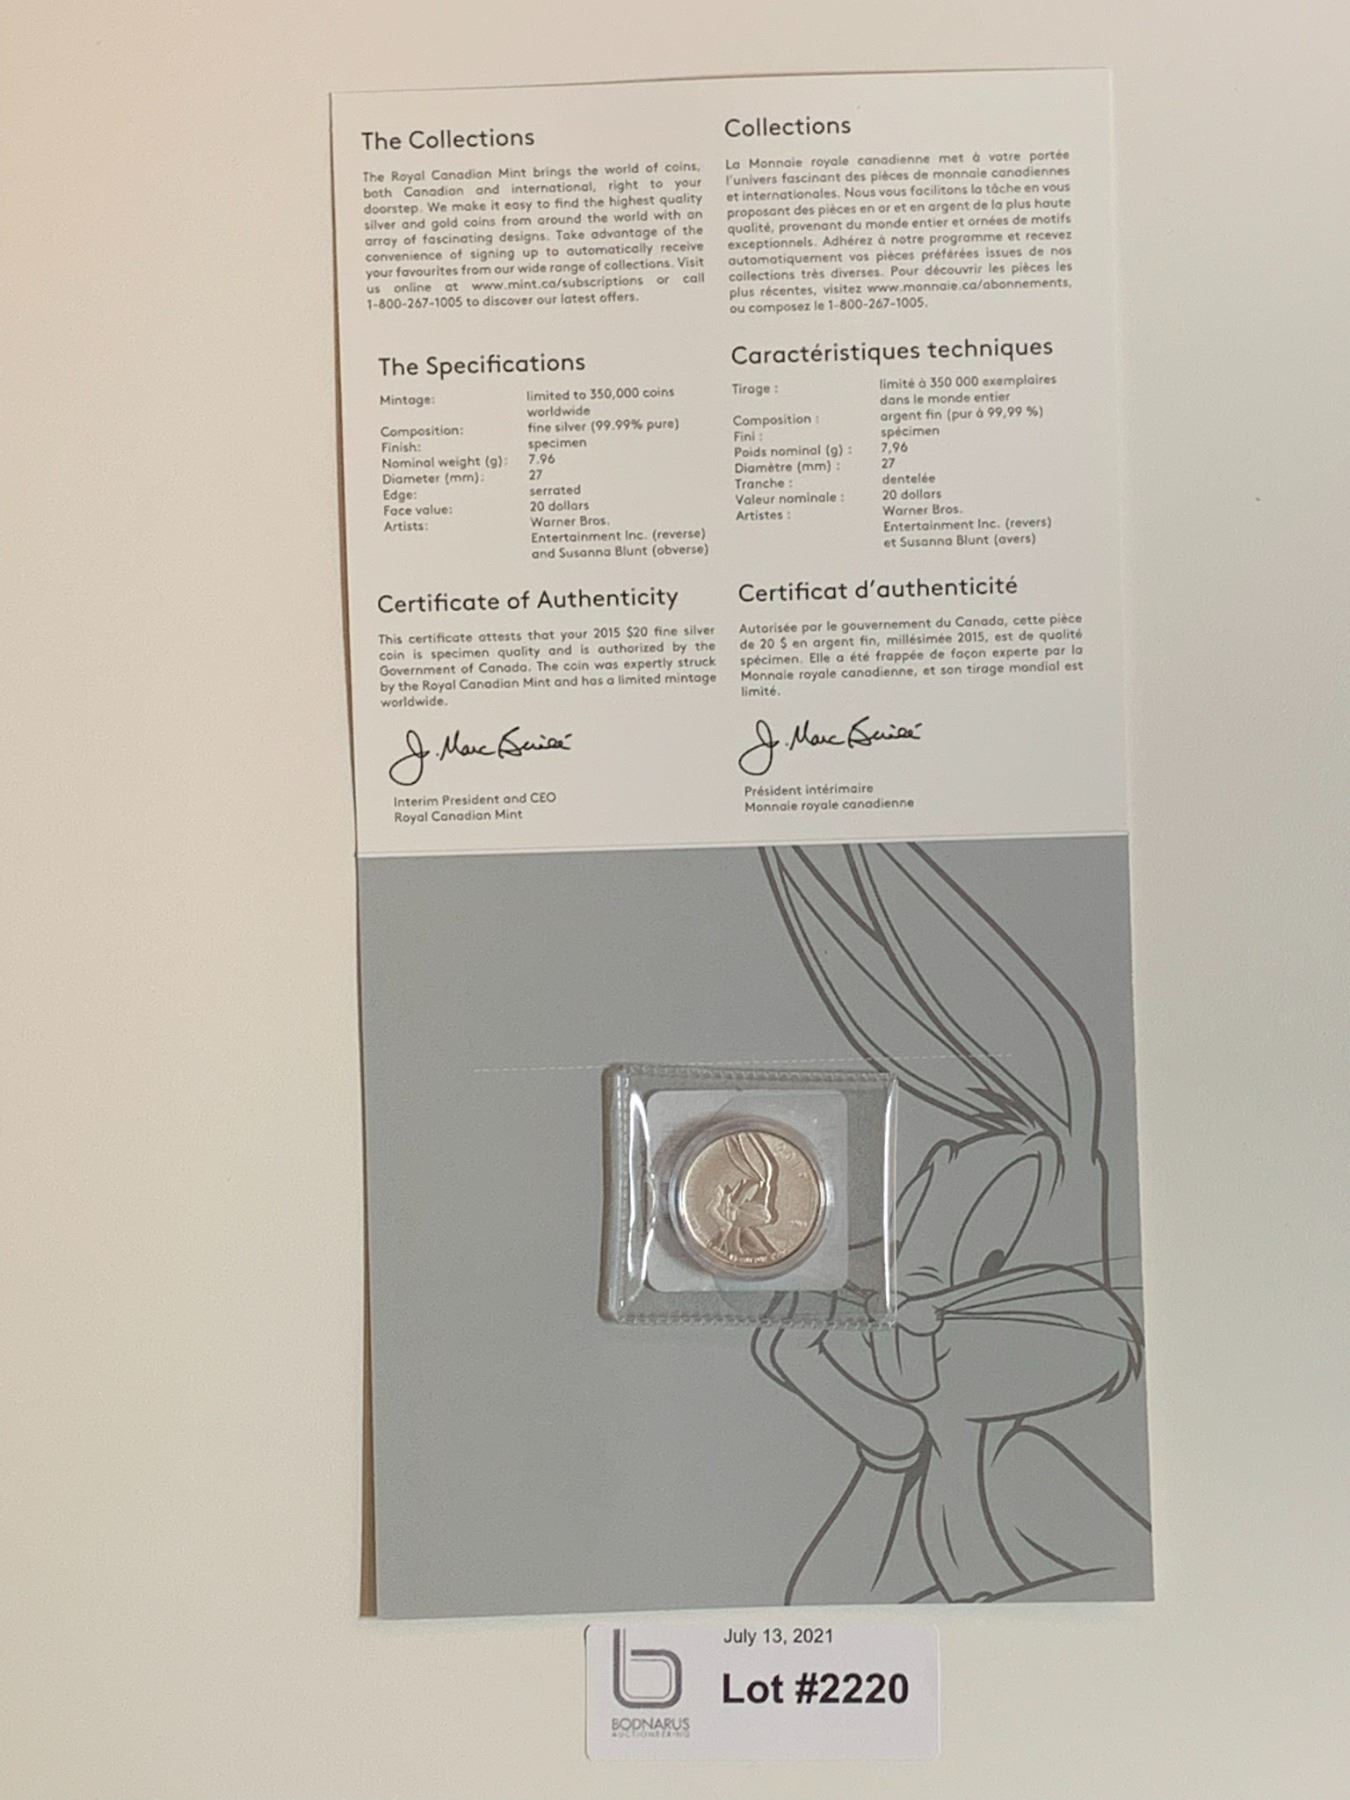 The Collections
The Royal Canadian Mint brings the world of coins,
both Canadian and international, right to your
doorstep. We make it easy to find the highest quality
silver and gold coins from around the world with an
array of fascinating designs. Take advantage of the
convenience of signing up to automatically receive
your favourites from our wide range of collections. Visit
us online at www.mint.ca/subscriptions or call
1-800-267-1005 to discover our latest offers.
The Specifications
Mintage: limited to 350,000 coins
worldwide
Composition: fine silver (99.99% pure)
Finish: specimen
Nominal weight (g): 7.96
Diameter (mm): 27
Edge: serrated
Face value: 20 dollars
Artists: Warner Bros.
Entertainment Inc. (reverse)
and Susanna Blunt (obverse)
Certificate of Authenticity
This certificate attests that your 2015 $20 fine silver
coin is specimen quality and is authorized by the
Government of Canada. The coin was expertly struck
by the Royal Canadian Mint and has a limited mintage
worldwide.
Interim President and CEO
Royal Canadian Mint
Collections
La Monnaie royale canadienne met à votre portée
l'univers fascinant des pièces de monnaie canadiennes
et internationales. Nous vous facilitons la tâche en vous
proposant des pièces en or et en argent de la plus haute
qualité, provenant du monde entier et ornées de motifs
exceptionnels. Adhérez à notre programme et recevez
automatiquement vos pièces préférées issues de nos
collections très diverses. Pour découvrir les pièces les
plus récentes, visitez www.monnaie.ca/abonnements,
ou composez le 1-800-267-1005.
Caractéristiques techniques
Tirage : limité à 350 000 exemplaires
dans le monde entier
Composition : argent fin (pur à 99,99 %)
Fini : spécimen
Poids nominal (g) : 7,96
Diamètre (mm) : 27
Tranche : dentelée
Valeur nominale : 20 dollars
Artistes : Warner Bros.
Entertainment Inc. (revers)
et Susanna Blunt (avers)
Certificat d'authenticité
Autorisée par le gouvernement du Canada, cette pièce
de 20 $ en argent fin, millésimée 2015, est de qualité
spécimen. Elle a été frappée de façon experte par la
Monnaie royale canadienne, et son tirage mondial est
limité.
Président intérimaire
Monnaie royale canadienne
July 13, 2021
Lot #2220
BODNARUS
AUCTIONEERING